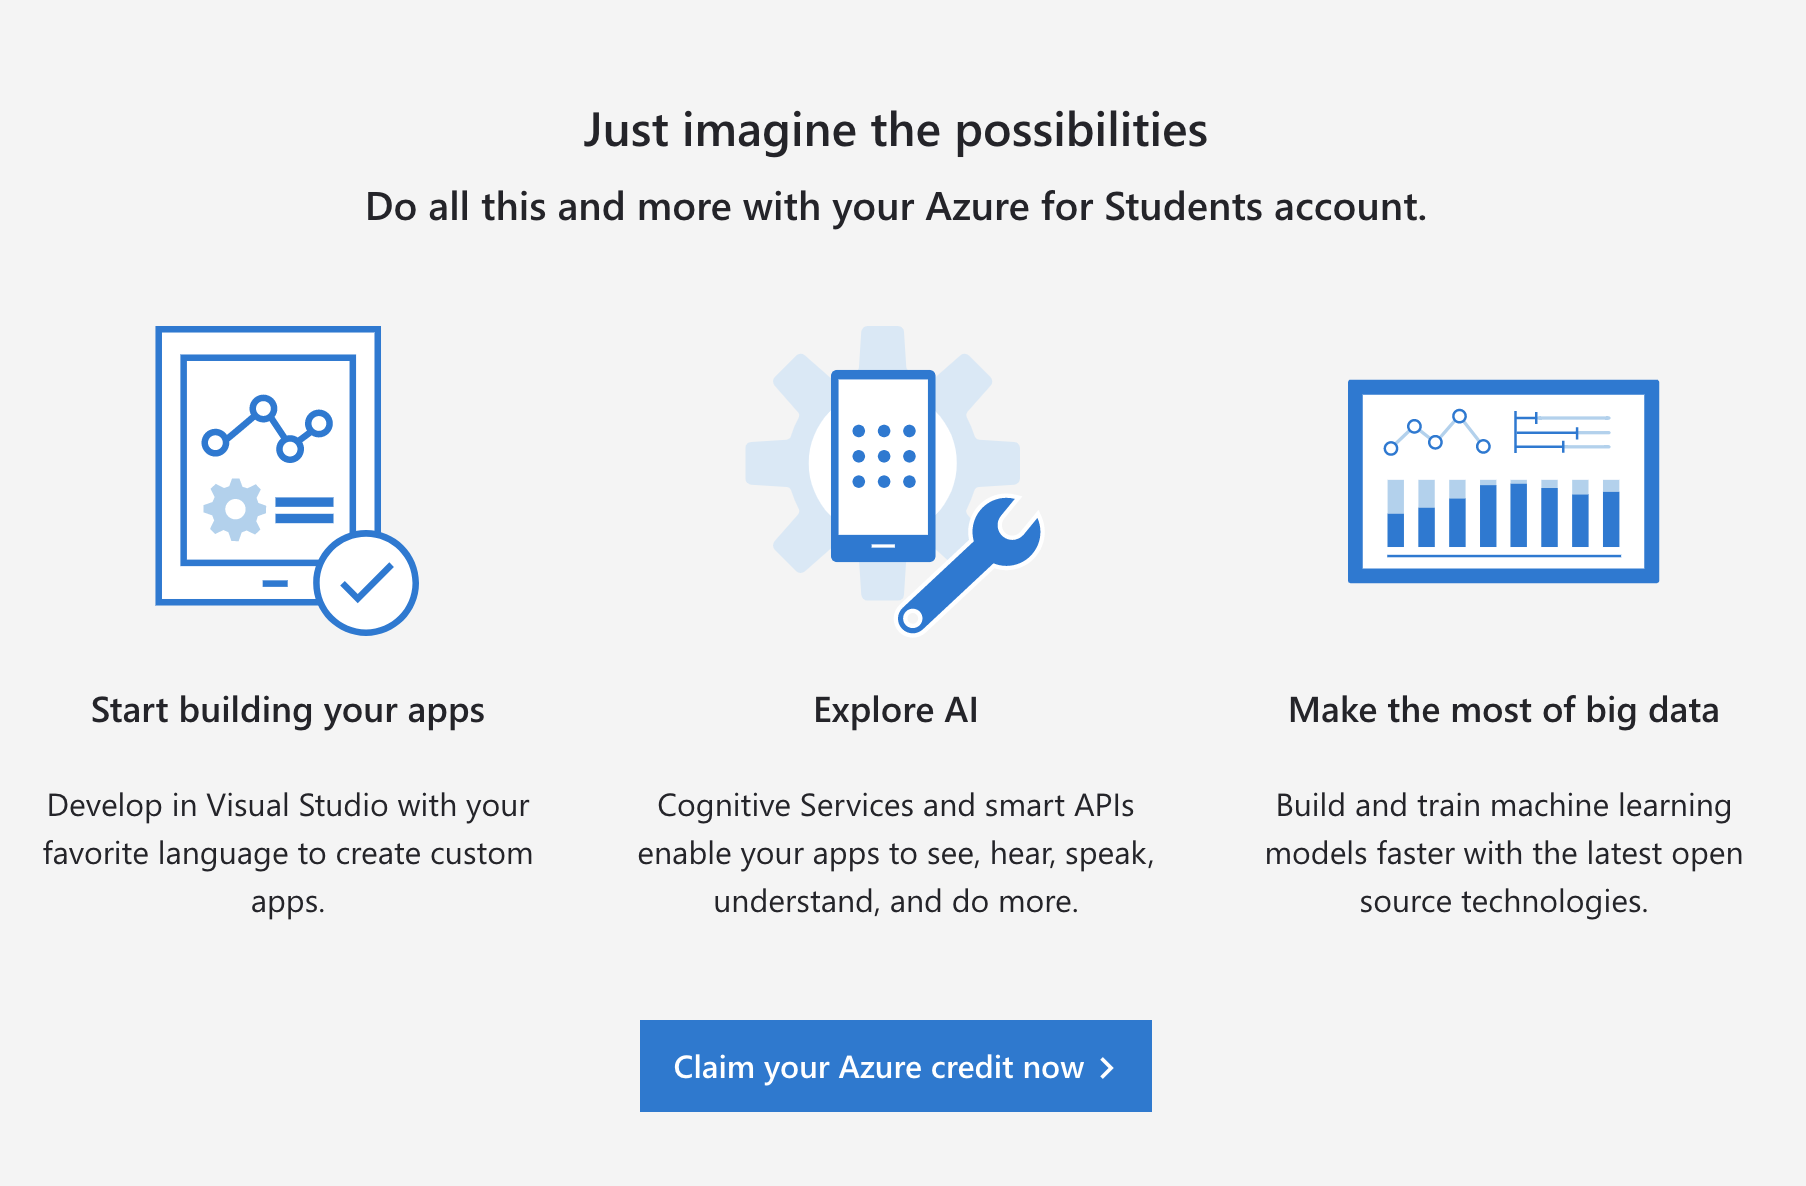 Just imagine the possibilities
Do all this and more with your Azure for Students account.
Start building your apps
Develop in Visual Studio with your
favorite language to create custom
apps.
Explore AI
Cognitive Services and smart APIs
enable your apps to see, hear, speak,
understand, and do more.
Make the most of big data
Build and train machine learning
models faster with the latest open
source technologies.
Claim your Azure credit now